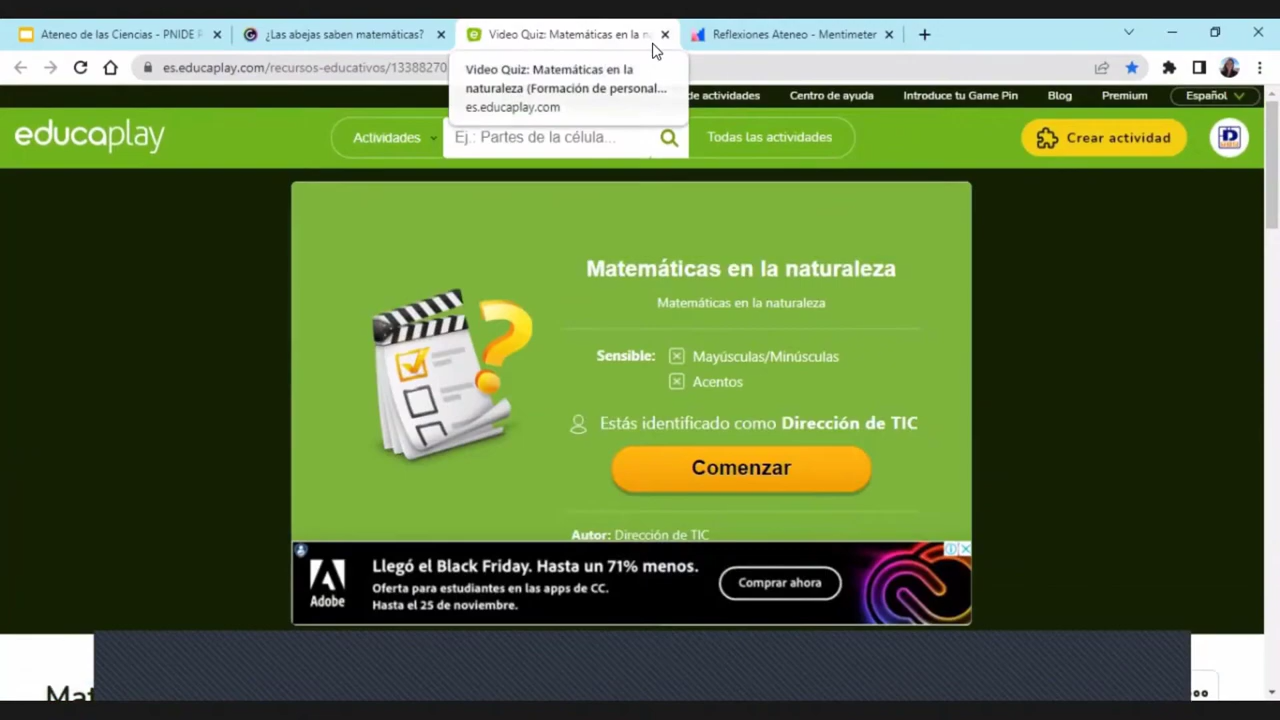 Ateneo de las Ciencias - PNIDE
¿Las abejas saben matemáticas?
Video Quiz: Matemáticas en la
Reflexiones Ateneo - Mentimeter
es.educaplay.com/recursos-educativos/13388270
Video Quiz: Matemáticas en la
naturaleza (Formación de personal...
es.educaplay.com
de actividades
Centro de ayuda
Introduce tu Game Pin
Blog
Premium
Español
educaplay
Actividades
Ej.: Partes de la célula...
Todas las actividades
Crear actividad
Matemáticas en la naturaleza
Matemáticas en la naturaleza
Sensible: Mayúsculas/Minúsculas
Acentos
Estás identificado como Dirección de TIC
Comenzar
Autor: Dirección de TIC
Adobe
Llegó el Black Friday. Hasta un 71% menos.
Oferta para estudiantes en las apps de CC.
Hasta el 25 de noviembre.
Comprar ahora